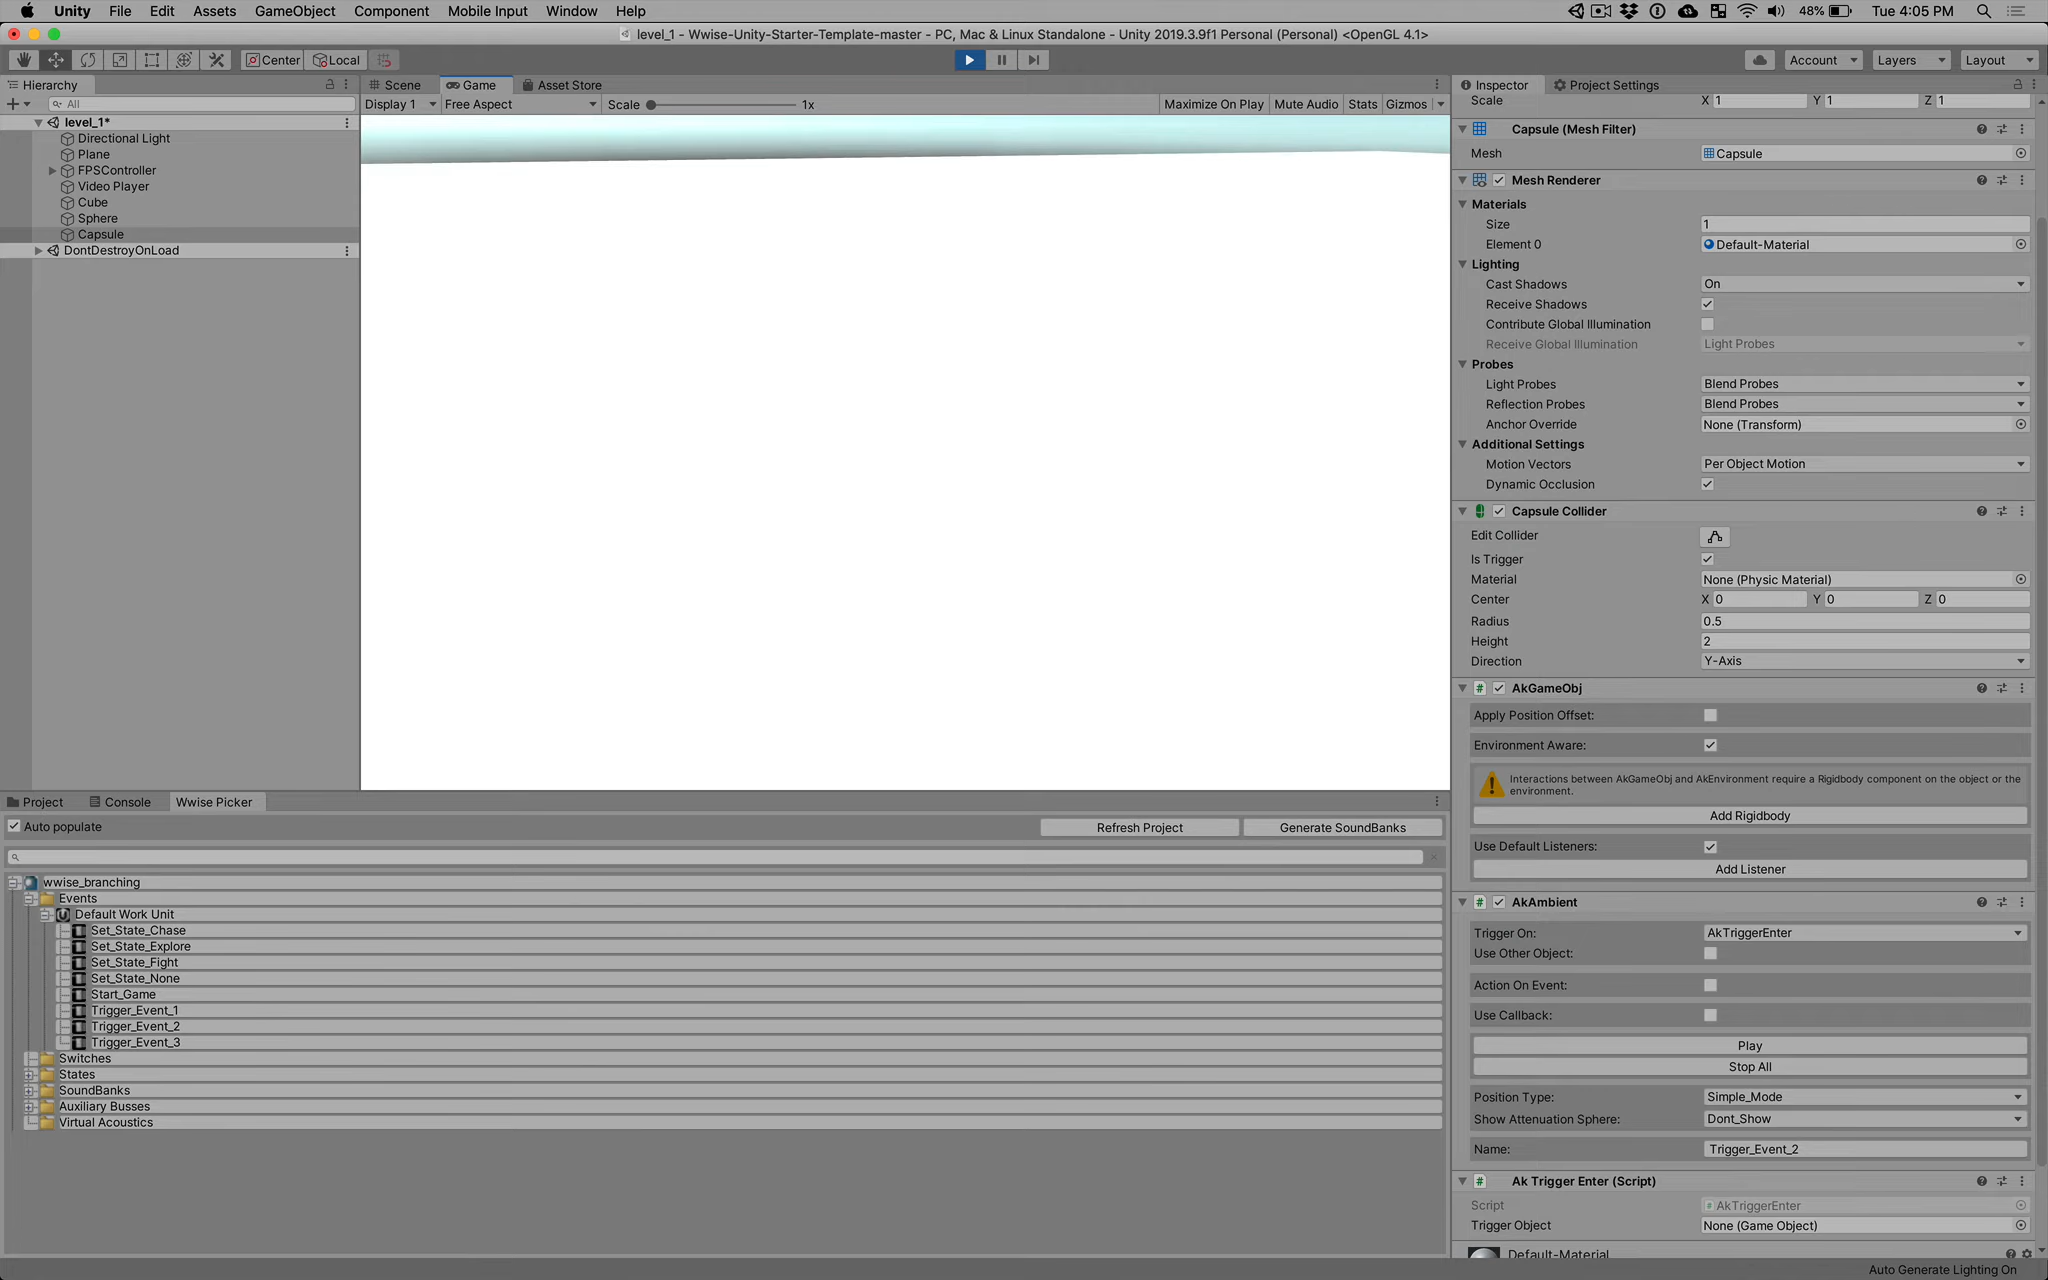 Unity File Edit Assets GameObject Component Mobile Input Window Help 48% Tue 4:05 PM
level_1 - Wwise-Unity-Starter-Template-master - PC, Mac & Linux Standalone - Unity 2019.3.9f1 Personal (Personal) <OpenGL 4.1>
Center Local Account Layers Layout
Hierarchy
All
level_1*
Directional Light
Plane
FPSController
Video Player
Cube
Sphere
Capsule
DontDestroyOnLoad
Scene Game Asset Store
Display 1 Free Aspect Scale 1x Maximize On Play Mute Audio Stats Gizmos
Inspector Project Settings
Scale X 1 Y 1 Z 1
Capsule (Mesh Filter)
Mesh Capsule
Mesh Renderer
Materials
Size 1
Element 0 Default-Material
Lighting
Cast Shadows On
Receive Shadows
Contribute Global Illumination
Receive Global Illumination Light Probes
Probes
Light Probes Blend Probes
Reflection Probes Blend Probes
Anchor Override None (Transform)
Additional Settings
Motion Vectors Per Object Motion
Dynamic Occlusion
Capsule Collider
Edit Collider
Is Trigger
Material None (Physic Material)
Center X 0 Y 0 Z 0
Radius 0.5
Height 2
Direction Y-Axis
AkGameObj
Apply Position Offset:
Environment Aware:
Interactions between AkGameObj and AkEnvironment require a Rigidbody component on the object or the
environment.
Add Rigidbody
Use Default Listeners:
Add Listener
AkAmbient
Trigger On: AkTriggerEnter
Use Other Object:
Action On Event:
Use Callback:
Play
Stop All
Position Type: Simple_Mode
Show Attenuation Sphere: Dont_Show
Name: Trigger_Event_2
Ak Trigger Enter (Script)
Script AkTriggerEnter
Trigger Object None (Game Object)
Default-Material
Project Console Wwise Picker
Auto populate Refresh Project Generate SoundBanks
wwise_branching
Events
Default Work Unit
Set_State_Chase
Set_State_Explore
Set_State_Fight
Set_State_None
Start_Game
Trigger_Event_1
Trigger_Event_2
Trigger_Event_3
Switches
States
SoundBanks
Auxiliary Busses
Virtual Acoustics
Auto Generate Lighting On